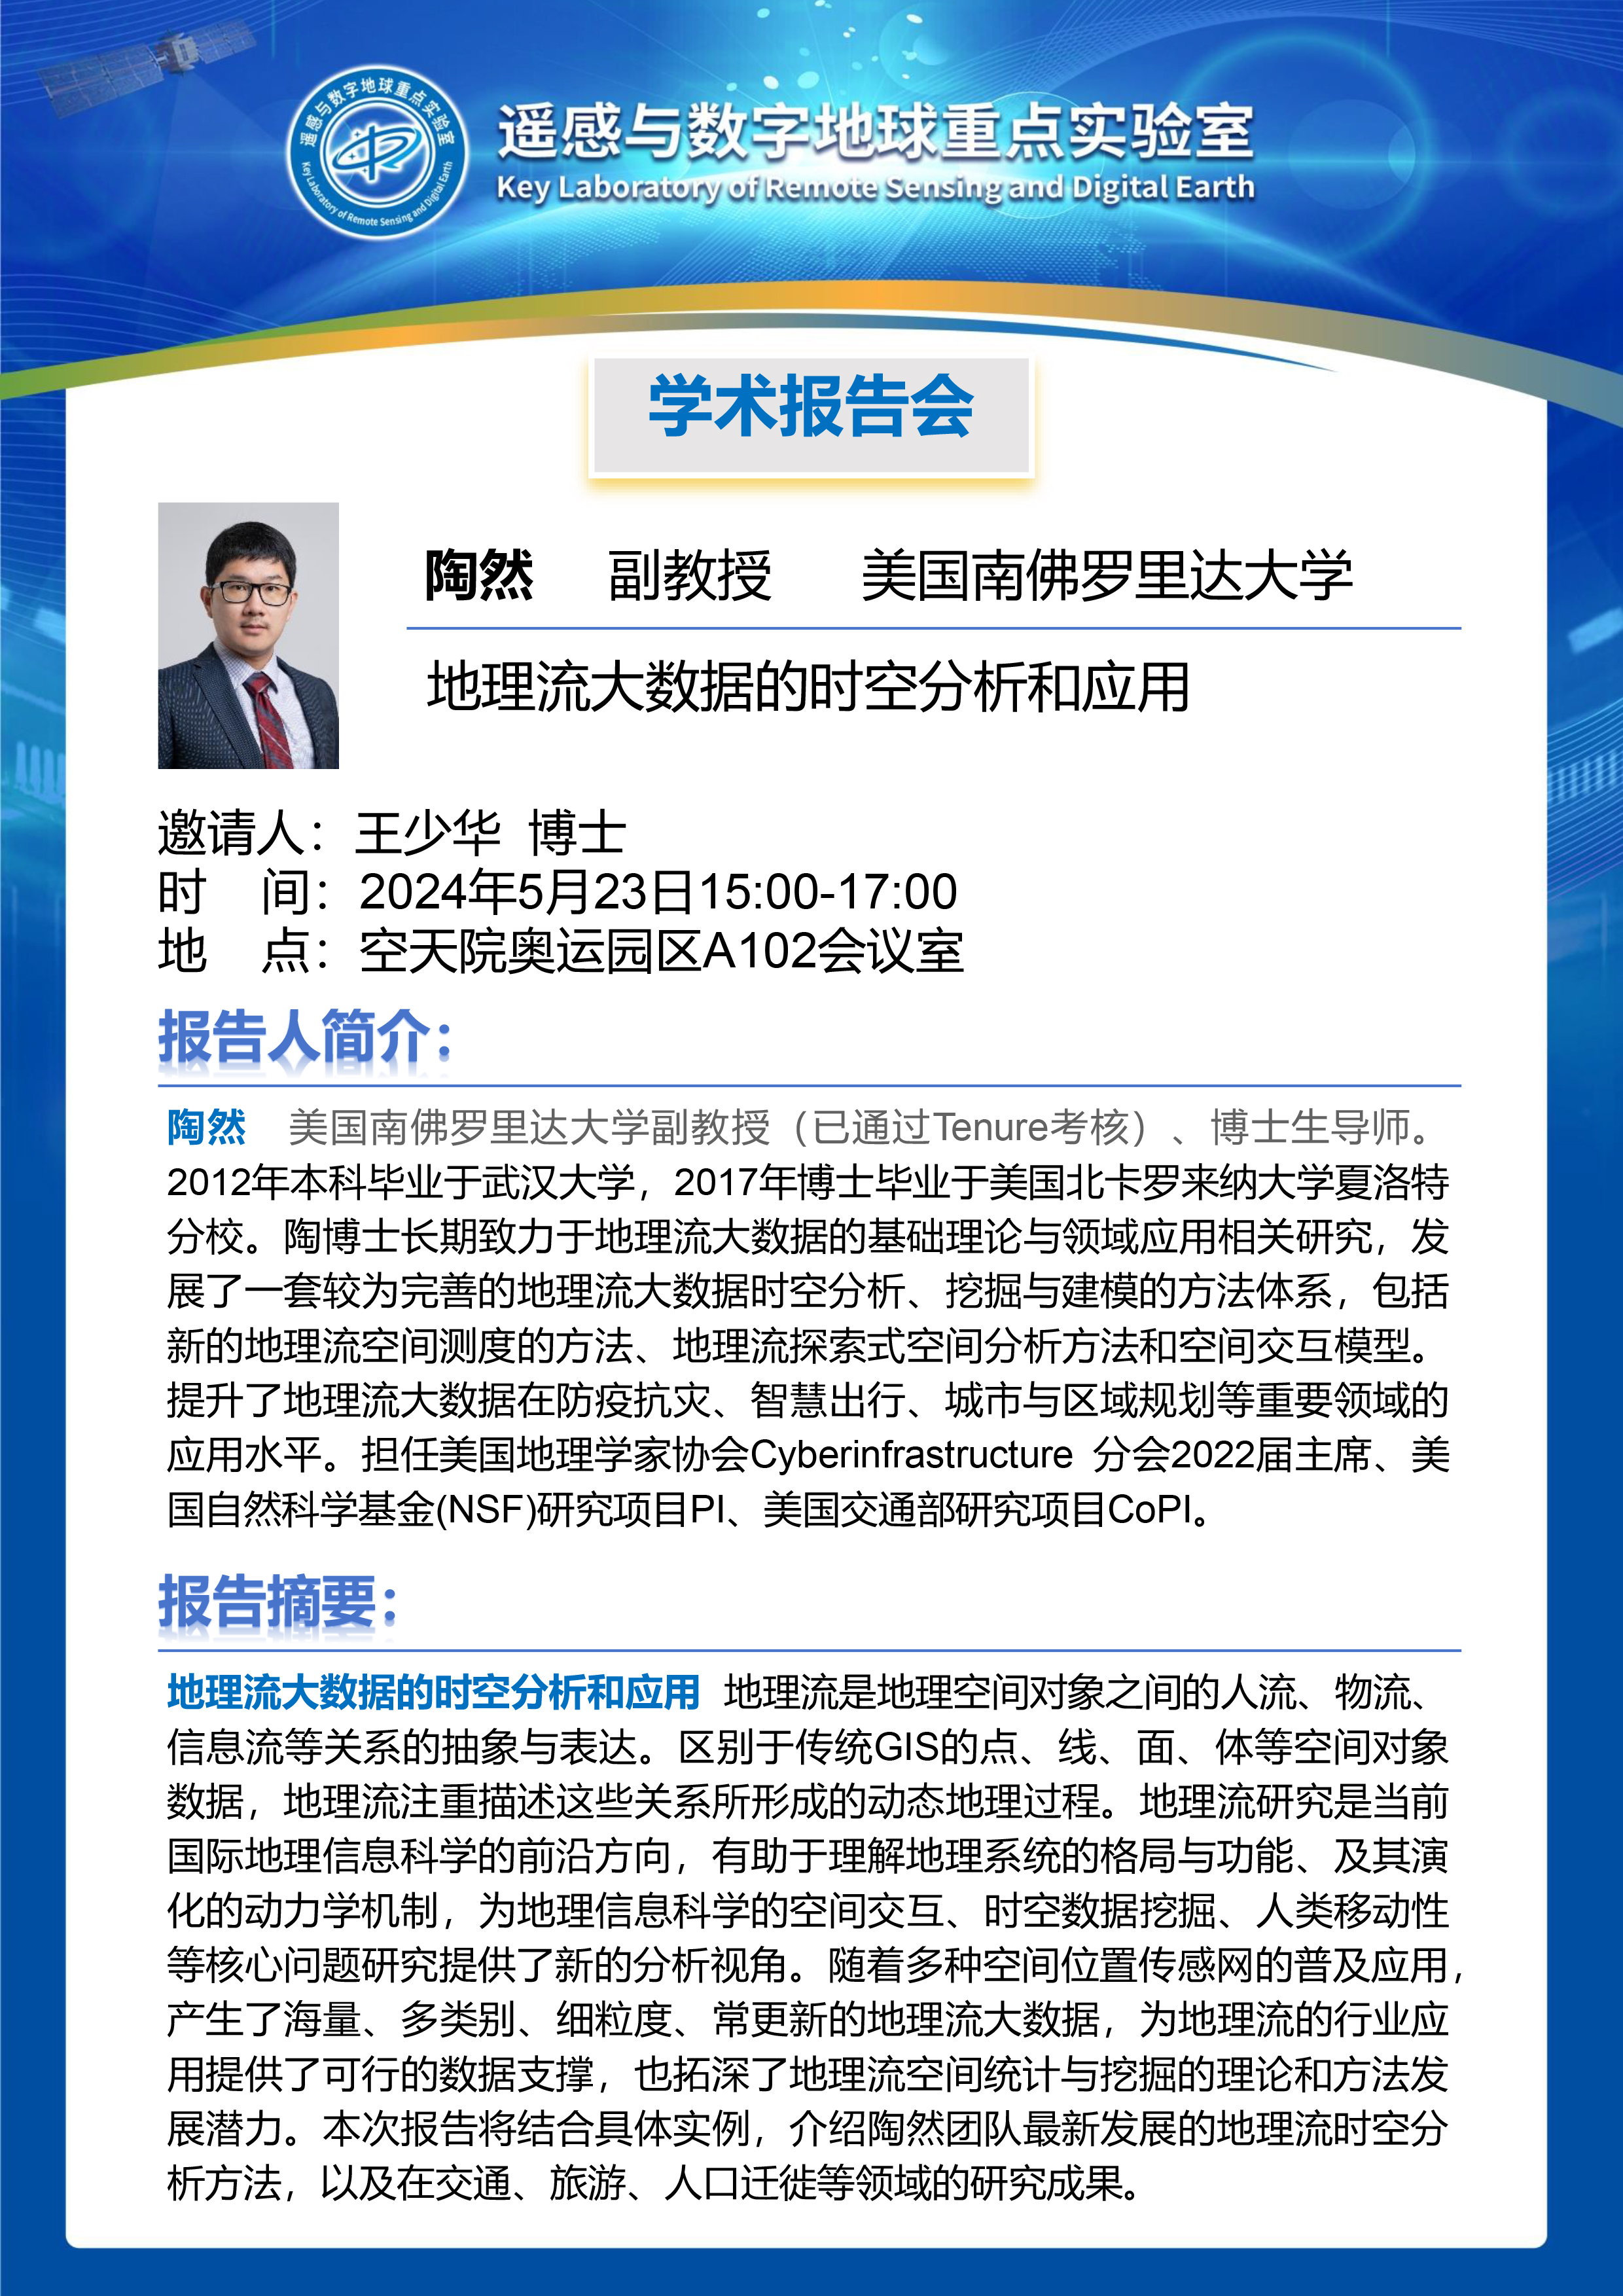 遥感与数字地球重点实验室
Key Laboratory of Remote Sensing and Digital Earth
遥感与数字地球重点实验室
Key Laboratory of Remote Sensing and Digital Earth
学术报告会
陶然 副教授 美国南佛罗里达大学
地理流大数据的时空分析和应用
邀请人：王少华 博士
时 间：2024年5月23日15:00-17:00
地 点：空天院奥运园区A102会议室
报告人简介：
陶然 美国南佛罗里达大学副教授（已通过Tenure考核）、博士生导师。
2012年本科毕业于武汉大学，2017年博士毕业于美国北卡罗来纳大学夏洛特
分校。陶博士长期致力于地理流大数据的基础理论与领域应用相关研究，发
展了一套较为完善的地理流大数据时空分析、挖掘与建模的方法体系，包括
新的地理流空间测度的方法、地理流探索式空间分析方法和空间交互模型。
提升了地理流大数据在防疫抗灾、智慧出行、城市与区域规划等重要领域的
应用水平。担任美国地理学家协会Cyberinfrastructure 分会2022届主席、美
国自然科学基金(NSF)研究项目PI、美国交通部研究项目CoPI。
报告摘要：
地理流大数据的时空分析和应用 地理流是地理空间对象之间的人流、物流、
信息流等关系的抽象与表达。区别于传统GIS的点、线、面、体等空间对象
数据，地理流注重描述这些关系所形成的动态地理过程。地理流研究是当前
国际地理信息科学的前沿方向，有助于理解地理系统的格局与功能、及其演
化的动力学机制，为地理信息科学的空间交互、时空数据挖掘、人类移动性
等核心问题研究提供了新的分析视角。随着多种空间位置传感网的普及应用，
产生了海量、多类别、细粒度、常更新的地理流大数据，为地理流的行业应
用提供了可行的数据支撑，也拓深了地理流空间统计与挖掘的理论和方法发
展潜力。本次报告将结合具体实例，介绍陶然团队最新发展的地理流时空分
析方法，以及在交通、旅游、人口迁徙等领域的研究成果。